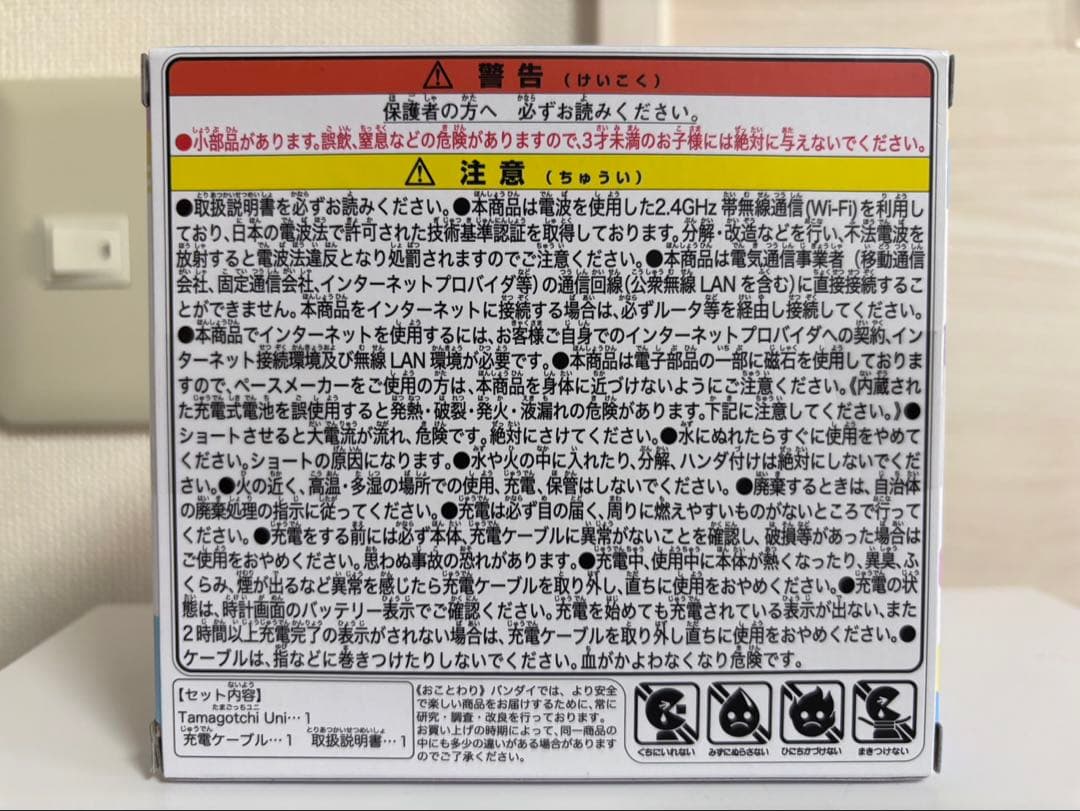 ⚠ 警告 (けいこく)
保護者の方へ 必ずお読みください。
●小部品があります。誤飲、窒息などの危険がありますので、3才未満のお子様には絶対に与えないでください。
⚠ 注意 (ちゅうい)
●取扱説明書を必ずお読みください。●本商品は電波を使用した2.4GHz 帯無線通信(Wi-Fi)を利用し
ており、日本の電波法で許可された技術基準認証を取得しております。分解・改造などを行い、不法電波を
放射すると電波法違反となり処罰されますのでご注意ください。●本商品は電気通信事業者(移動通信
会社、固定通信会社、インターネットプロバイダ等)の通信回線(公衆無線LANを含む)に直接接続するこ
とができません。本商品をインターネットに接続する場合は、必ずルータ等を経由し接続してください。
●本商品でインターネットを使用するには、お客様ご自身でのインターネットプロバイダへの契約、イン
ターネット接続環境及び無線LAN環境が必要です。●本商品は電子部品の一部に磁石を使用しておりま
すので、ペースメーカーをご使用の方は、本商品を身体に近づけないようにご注意ください。《内蔵され
た充電式電池を誤使用すると発熱・破裂・発火・液漏れの危険があります。下記に注意してください。》●
ショートさせると大電流が流れ、危険です。絶対にさけてください。●水にぬれたらすぐに使用をやめて
ください。ショートの原因になります。●水や火の中に入れたり、分解、ハンダ付けは絶対にしないでくだ
さい。●火の近く、高温・多湿の場所での使用、充電、保管はしないでください。●廃棄するときは、自治体
の廃棄処理の指示に従ってください。●充電は必ず目の届く、周りに燃えやすいものがないところで行って
ください。●充電をする前には必ず本体、充電ケーブルに異常がないことを確認し、破損等があった場合は
ご使用をおやめください。思わぬ事故の恐れがあります。●充電中、使用中に本体が熱くなったり、異臭、ふ
くらみ、煙が出るなど異常を感じたら充電ケーブルを取り外し、直ちに使用をおやめください。●充電の状
態は、時計画面のバッテリー表示でご確認ください。充電を始めても充電されている表示が出ない、また
2時間以上充電完了の表示がされない場合は、充電ケーブルを取り外し直ちに使用をおやめください。●
ケーブルは、指などに巻きつけたりしないでください。血がかよわなくなり危険です。
【セット内容】
Tamagotchi Uni…1
充電ケーブル…1 取扱説明書…1
《おことわり》バンダイでは、より安全
で楽しい商品をお届けするために、常に
研究・調査・改良を行っております。
お買い上げの時期によって、同一商品の
中にも多少の違いがある場合があります
のでご了承ください。
くちにいれない みずにぬらさない ひにちかづけない まきつけない